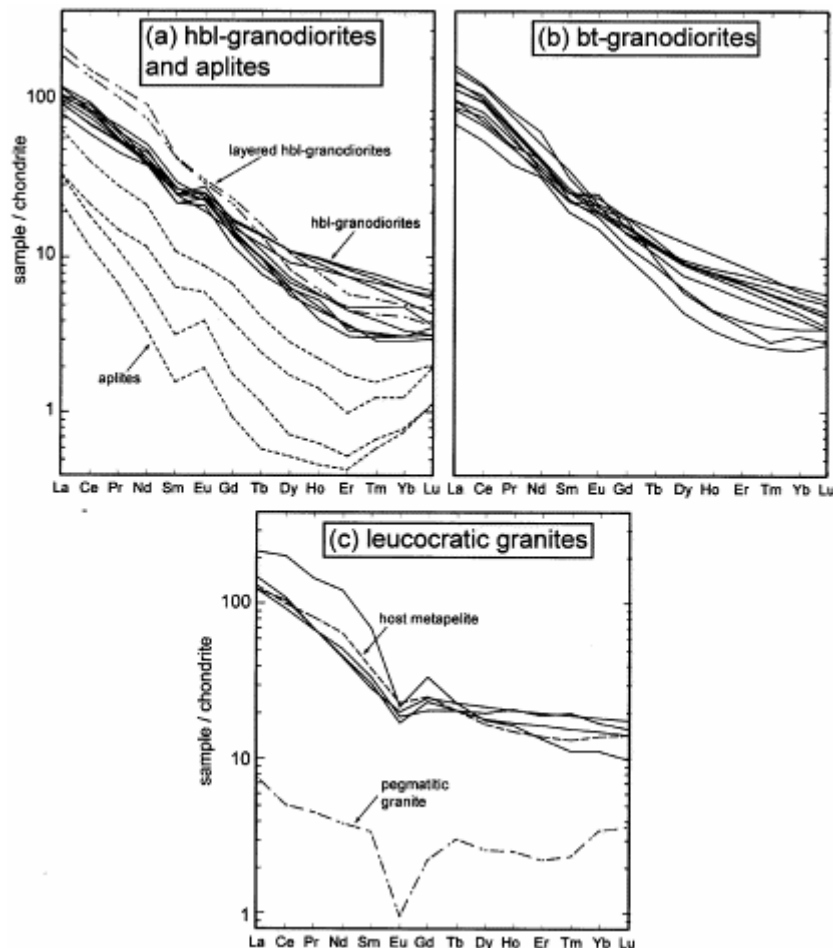 (a) hbl-granodiorites
and aplites
(b) bt-granodiorites
100
10
1
sample / chondrite
layered hbl-granodiorites
hbl-granodiorites
aplites
La Ce Pr Nd Sm Eu Gd Tb Dy Ho Er Tm Yb Lu
La Ce Pr Nd Sm Eu Gd Tb Dy Ho Er Tm Yb Lu
(c) leucocratic granites
100
10
1
sample / chondrite
host metapelite
pegmatitic
granite
La Ce Pr Nd Sm Eu Gd Tb Dy Ho Er Tm Yb Lu